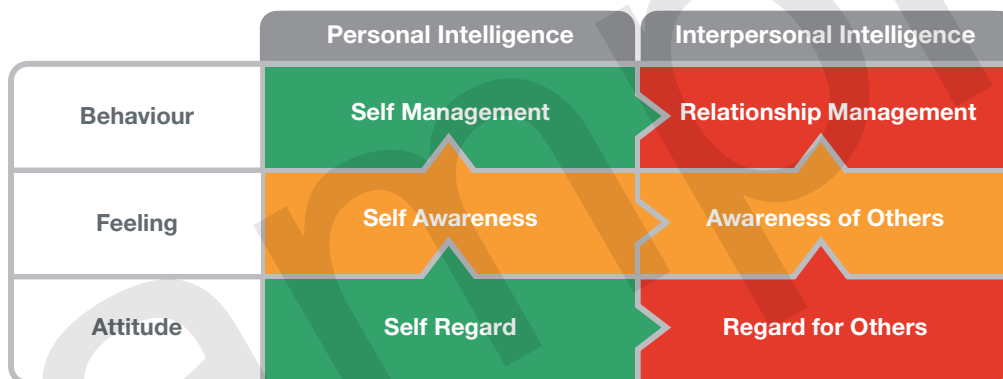 Personal Intelligence Interpersonal Intelligence
Behaviour Self Management Relationship Management
Feeling Self Awareness Awareness of Others
Attitude Self Regard Regard for Others